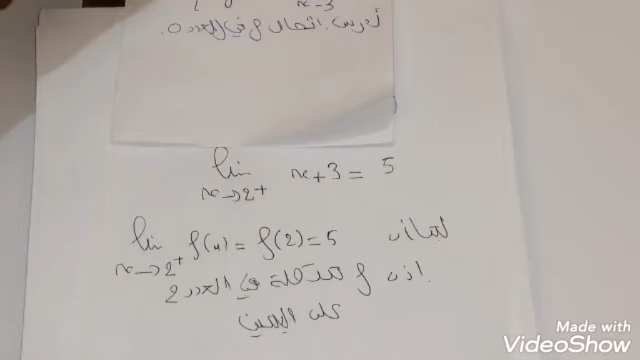 x-3
أدرس اتصال f في العدد 0.
lim x+3 = 5
x→2+
لدينا lim f(x) = f(2) = 5
x→2+
اذن f متصلة في العدد 2
على اليمين
Made with
VideoShow